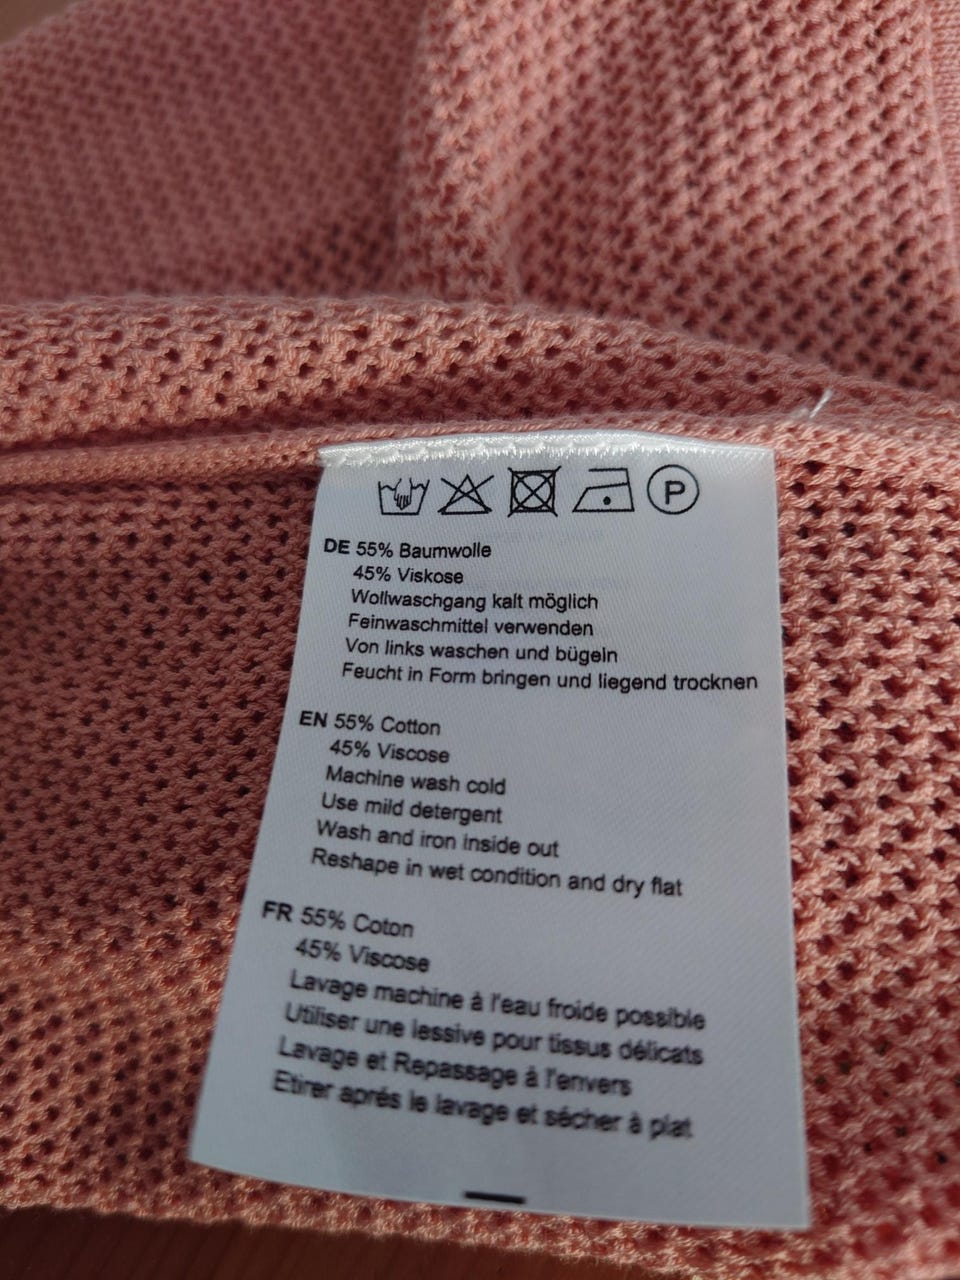 P
DE 55% Baumwolle
45% Viskose
Wollwaschgang kalt möglich
Feinwaschmittel verwenden
Von links waschen und bügeln
Feucht in Form bringen und liegend trocknen
EN 55% Cotton
45% Viscose
Machine wash cold
Use mild detergent
Wash and iron inside out
Reshape in wet condition and dry flat
FR 55% Coton
45% Viscose
Lavage machine à l'eau froide possible
Utiliser une lessive pour tissus délicats
Lavage et Repassage à l'envers
Etirer aprés le lavage et sécher à plat